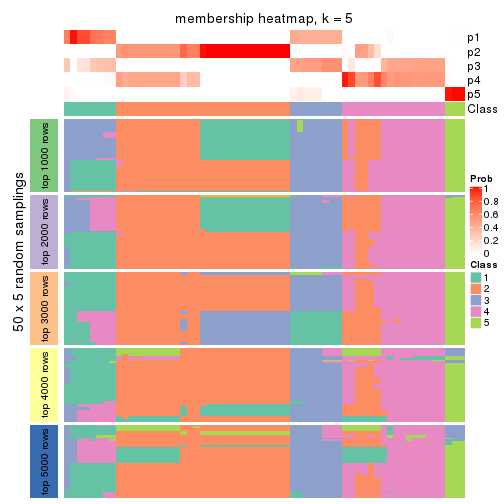 membership heatmap, k = 5
p1
p2
p3
p4
p5
Class
50 x 5 random samplings
top 1000 rows
top 2000 rows
top 3000 rows
top 4000 rows
top 5000 rows
Prob
1
0.8
0.6
0.4
0.2
0
Class
1
2
3
4
5